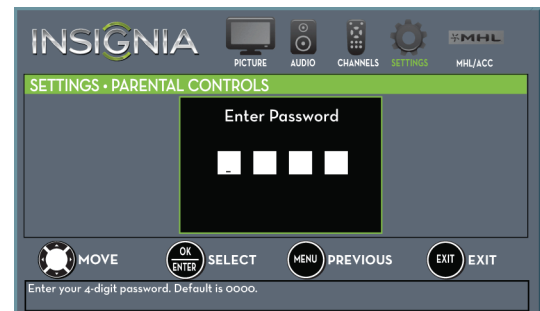 INSIGNIA
PICTURE AUDIO CHANNELS SETTINGS MHL/ACC
MHL
SETTINGS • PARENTAL CONTROLS
Enter Password
_
MOVE OK ENTER SELECT MENU PREVIOUS EXIT EXIT
Enter your 4-digit password. Default is 0000.